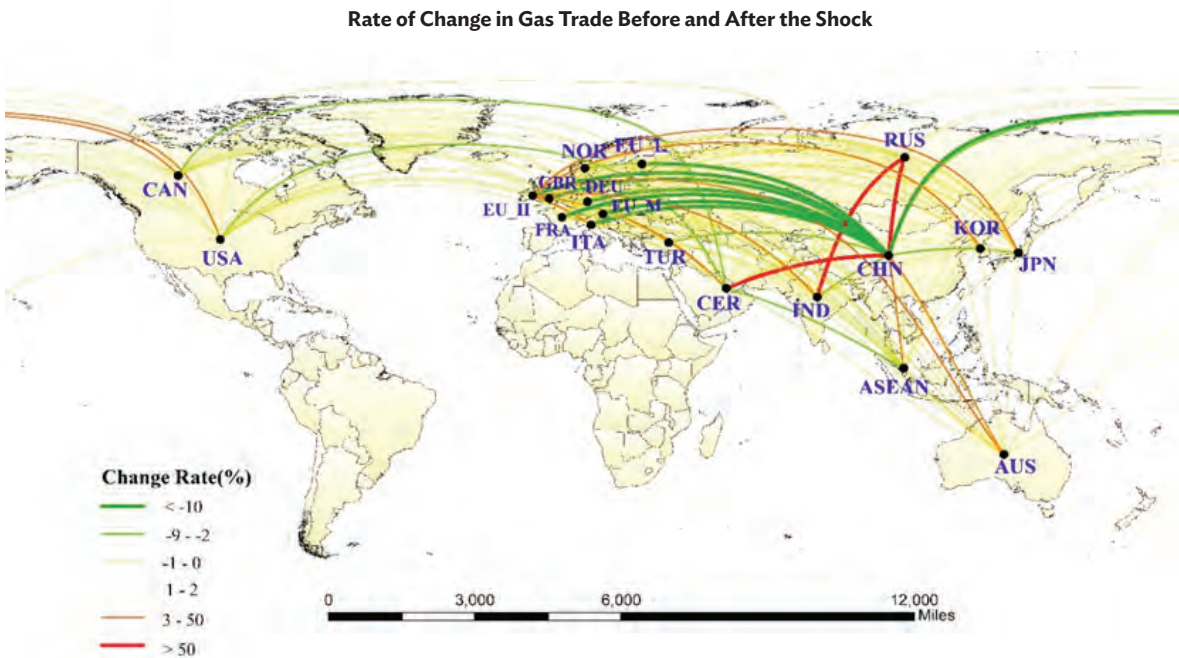 Rate of Change in Gas Trade Before and After the Shock
RUS
NOR EU_L
CAN
GBR DEU
EU_II
EU_M
FRA
ITA
KOR
USA
TUR
CHN
JPN
CER
IND
ASEAN
AUS
Change Rate(%)
< -10
-9 - -2
-1 - 0
1 - 2
3 - 50
> 50
0 3,000 6,000 12,000
Miles